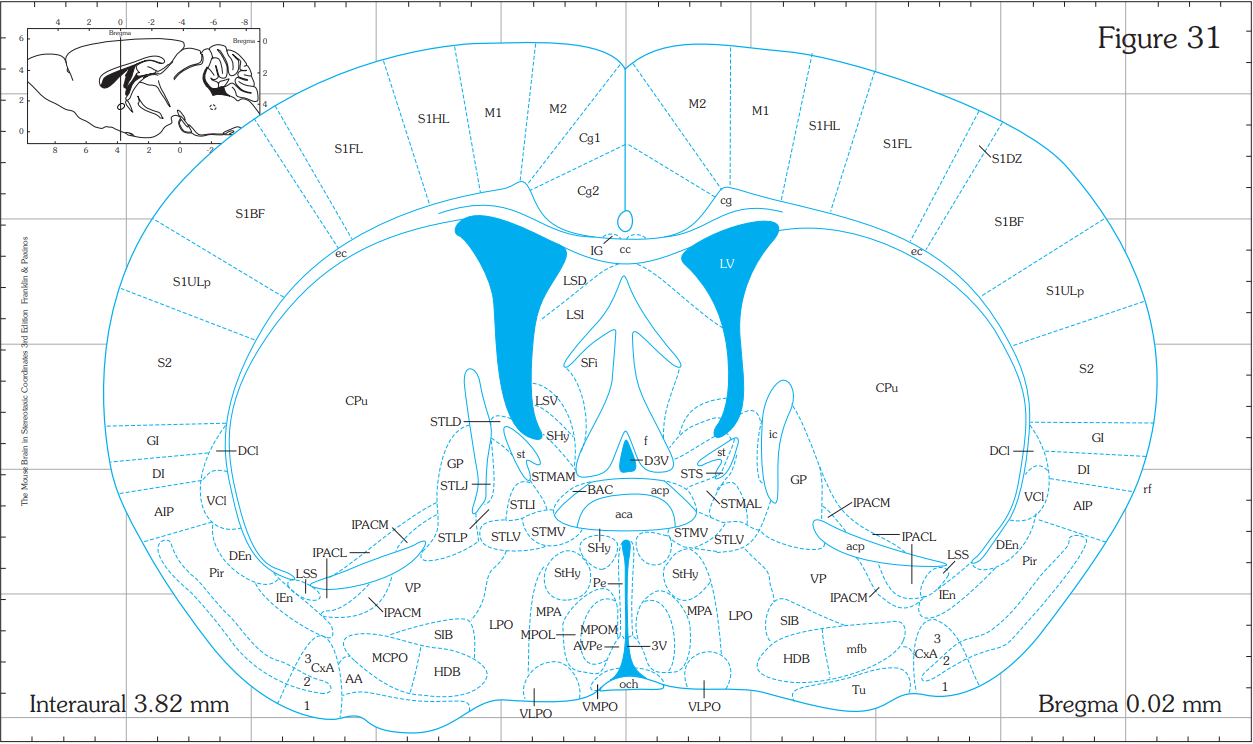 Figure 31
4 2 0 -2 -4 -6 -8
Bregma
Bregma 0
6
4
2
0
2
4
8 6 4 2 0 -2
The Mouse Brain in Stereotaxic Coordinates 3rd Edition Franklin & Paxinos
S1HL M1 M2 M2 M1 S1HL
S1FL Cg1 S1FL S1DZ
S1BF Cg2 cg S1BF
ec IG cc ec
LV
S1ULp LSD S1ULp
LSI
S2 SFi S2
CPu LSV CPu
STLD SHy f ic
GI DCl st D3V st DCl GI
DI GP STMAM STS GP DI
STLJ BAC acp rf
VCl STLI aca STMAL VCl
AIP IPACM AIP
IPACM STLP STLV STMV STMV STLV IPACL
IPACL SHy acp
DEn LSS DEn
Pir StHy StHy LSS Pir
IEn VP Pe VP IEn
IPACM IPACM
MPA MPA LPO
LPO SIB
SIB MPOL MPOM 3
AVPe 3V CxA
3 CxA MCPO HDB mfb 2
2 AA HDB och Tu 1
1
VLPO VMPO VLPO
Interaural 3.82 mm
Bregma 0.02 mm